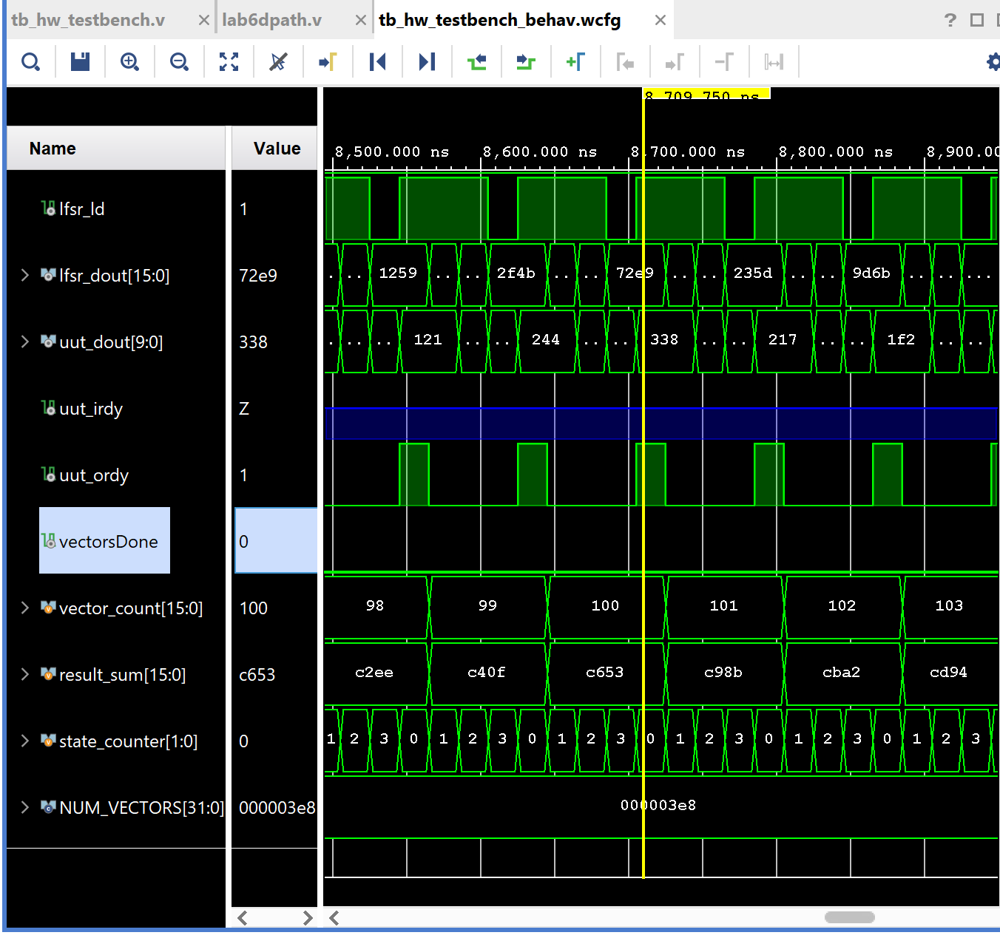 tb_hw_testbench.v × lab6dpath.v × tb_hw_testbench_behav.wcfg × ?
8,709.750 ns
Name Value 8,500.000 ns 8,600.000 ns 8,700.000 ns 8,800.000 ns 8,900.00
lfsr_ld 1
lfsr_dout[15:0] 72e9 . .. 1259 .. .. 2f4b .. .. 72e9 .. .. 235d .. .. 9d6b .. .. ...
uut_dout[9:0] 338 . .. .. 121 .. .. 244 .. .. 338 .. .. 217 .. .. 1f2 .. ..
uut_irdy Z
uut_ordy 1
vectorsDone 0
vector_count[15:0] 100 98 99 100 101 102 103
result_sum[15:0] c653 c2ee c40f c653 c98b cba2 cd94
state_counter[1:0] 0 1 2 3 0 1 2 3 0 1 2 3 0 1 2 3 0 1 2 3 0 1 2 3
NUM_VECTORS[31:0] 000003e8 000003e8